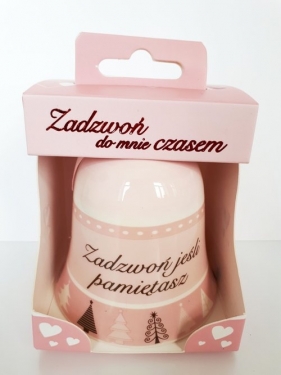 Zadzwoń
do mnie czasem
Zadzwoń jeśli
pamiętasz